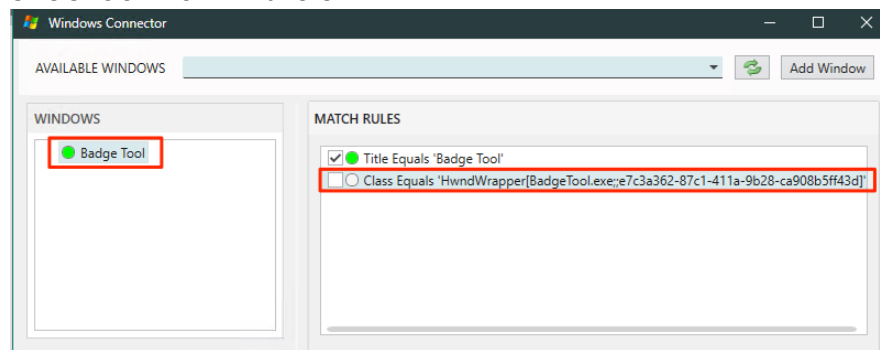 Windows Connector
AVAILABLE WINDOWS
Add Window
WINDOWS
Badge Tool
MATCH RULES
Title Equals 'Badge Tool'
Class Equals 'HwndWrapper[BadgeTool.exe;;e7c3a362-87c1-411a-9b28-ca908b5ff43d]'